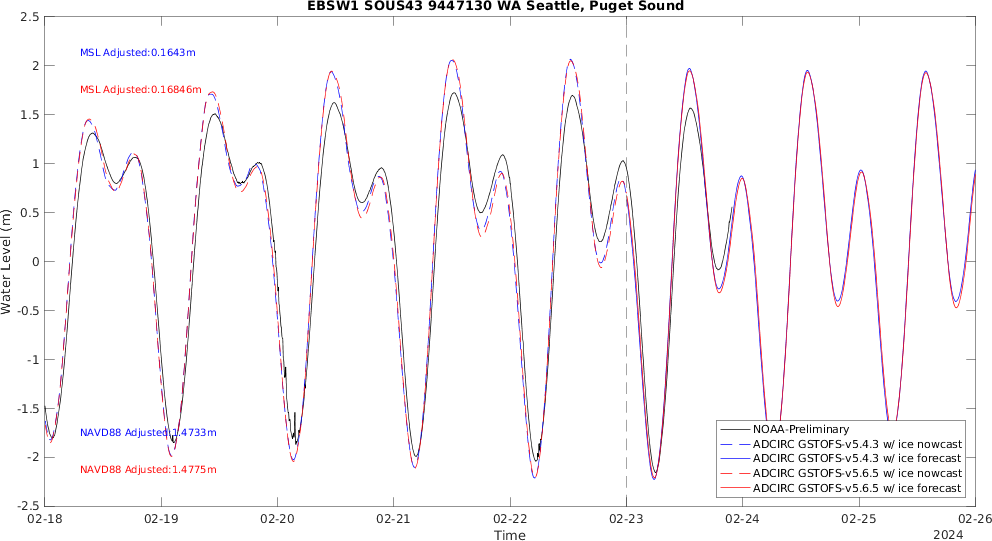 EBSW1 SOUS43 9447130 WA Seattle, Puget Sound
2.5
2
1.5
1
0.5
0
-0.5
-1
-1.5
-2
-2.5
Water Level (m)
MSL Adjusted:0.1643m
MSL Adjusted:0.16846m
NAVD88 Adjusted:1.4733m
NAVD88 Adjusted:1.4775m
NOAA-Preliminary
ADCIRC GSTOFS-v5.4.3 w/ ice nowcast
ADCIRC GSTOFS-v5.4.3 w/ ice forecast
ADCIRC GSTOFS-v5.6.5 w/ ice nowcast
ADCIRC GSTOFS-v5.6.5 w/ ice forecast
02-18 02-19 02-20 02-21 02-22 02-23 02-24 02-25 02-26
Time
2024